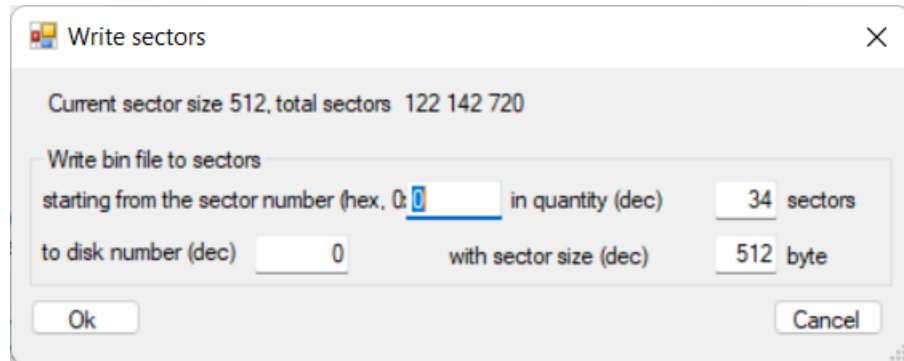 Write sectors
Current sector size 512, total sectors 122 142 720
Write bin file to sectors
starting from the sector number (hex, 0: 0 in quantity (dec) 34 sectors
to disk number (dec) 0 with sector size (dec) 512 byte
Ok Cancel